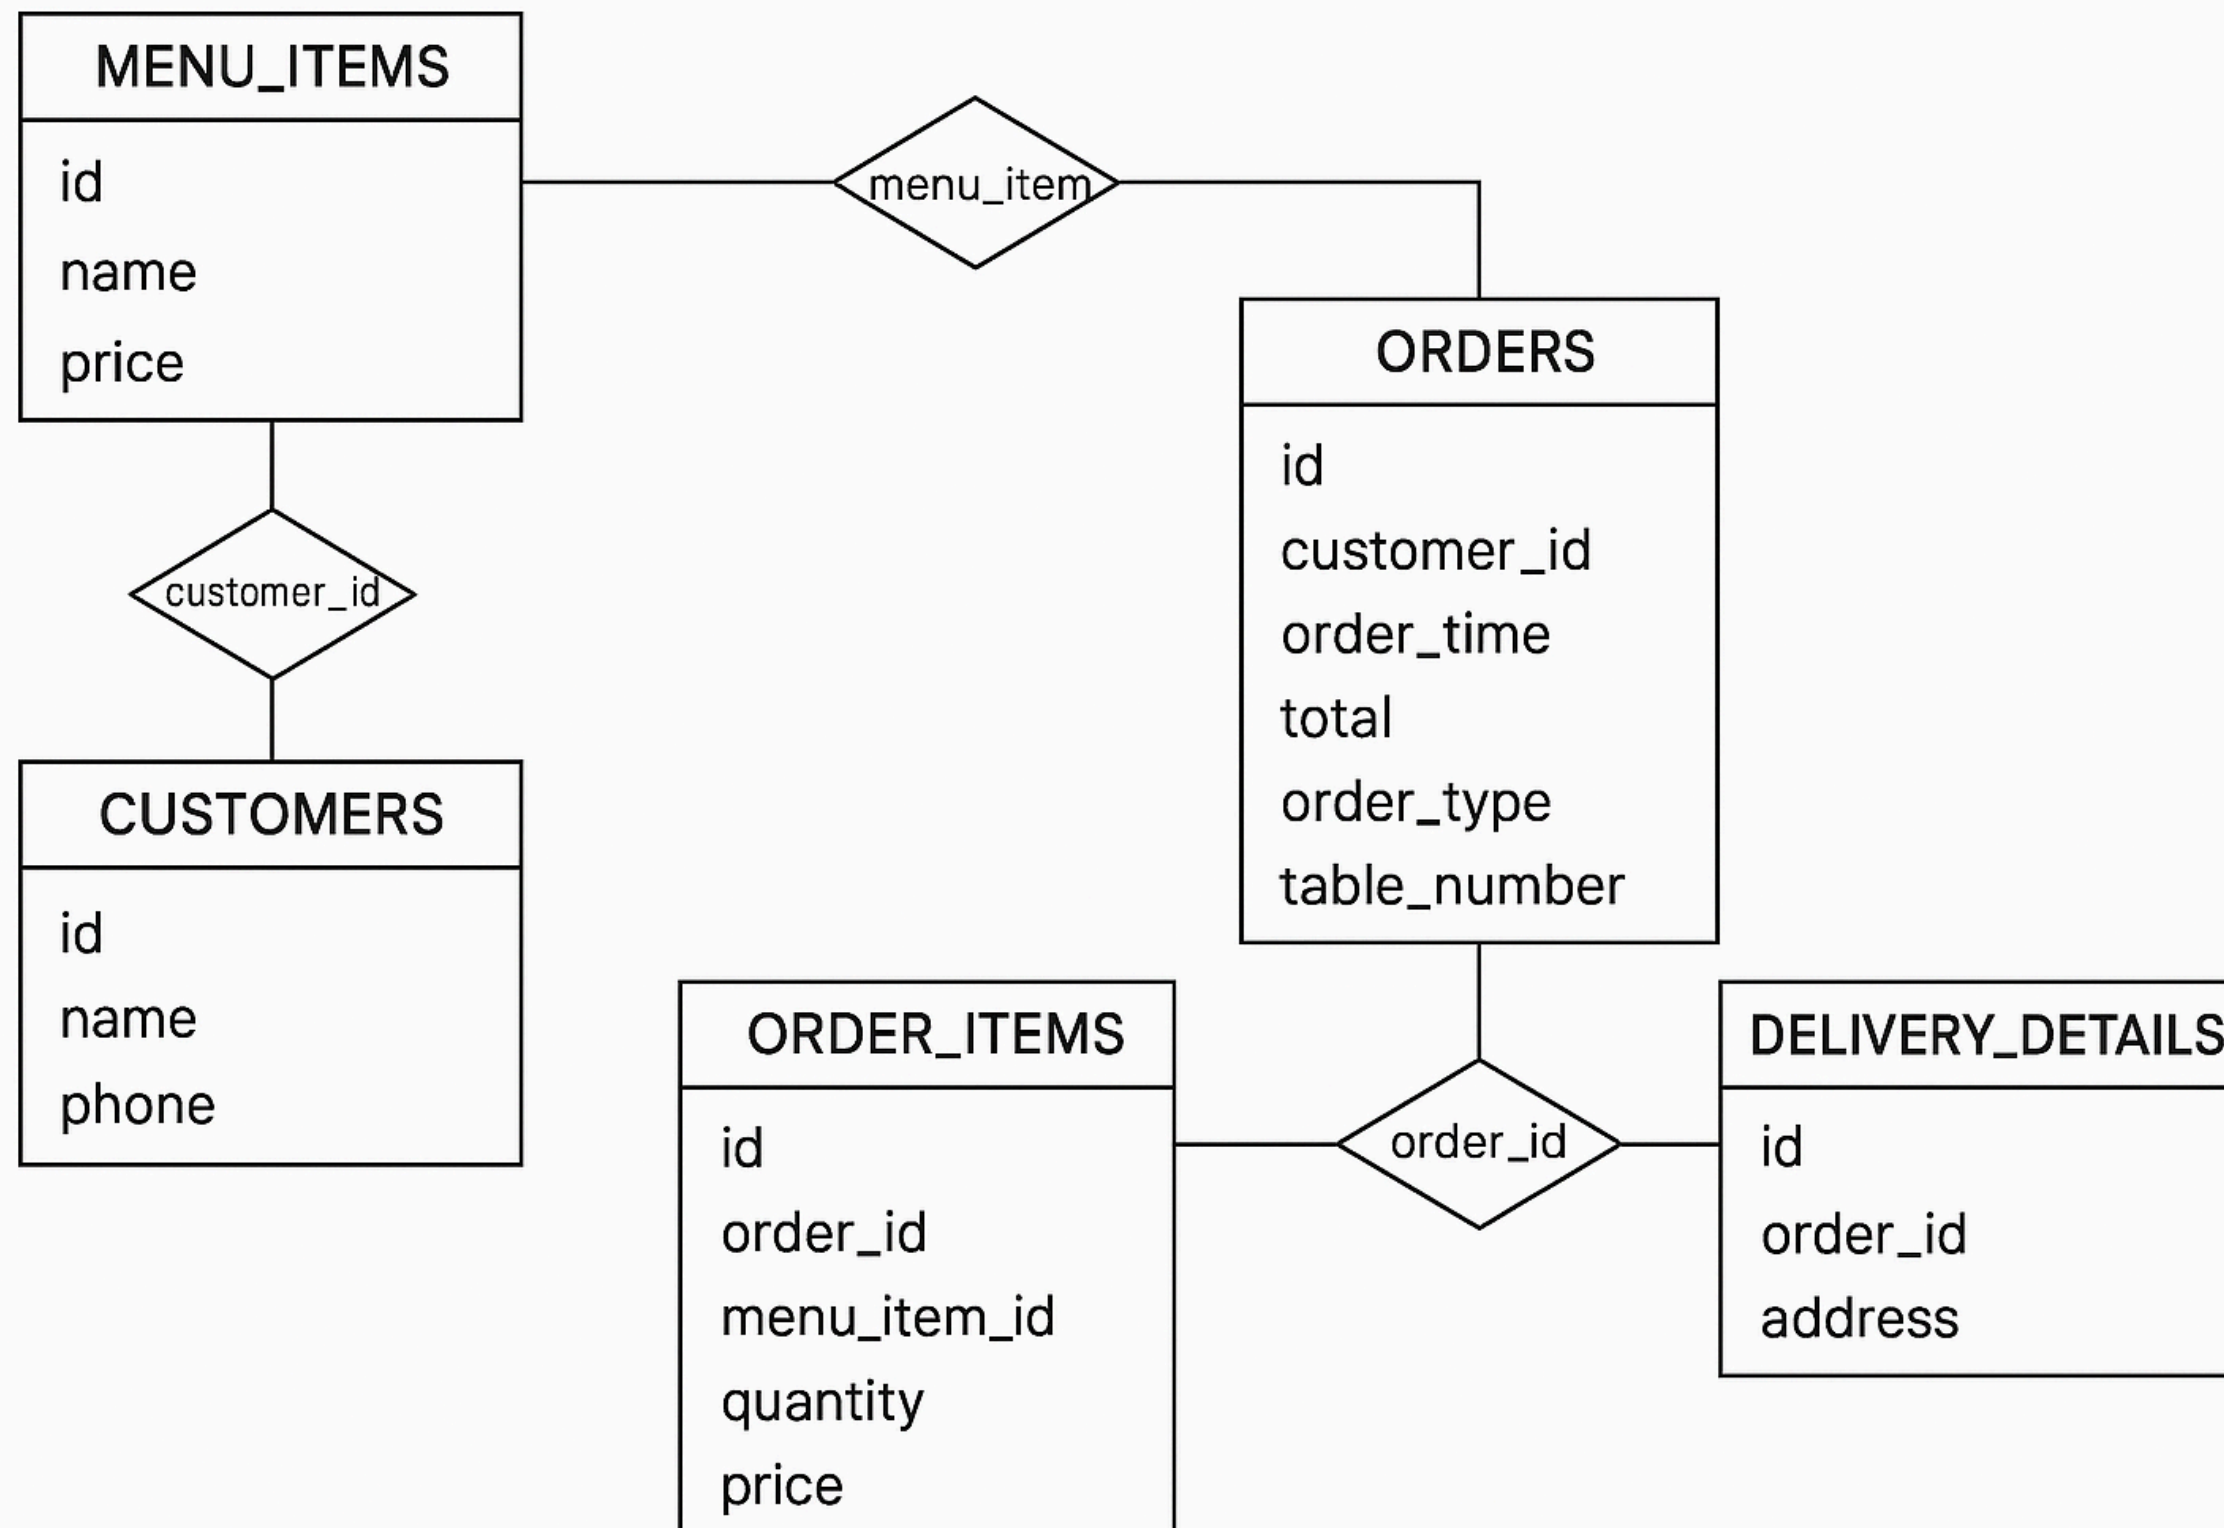 MENU_ITEMS
id
name
price
menu_item
customer_id
CUSTOMERS
id
name
phone
ORDERS
id
customer_id
order_time
total
order_type
table_number
ORDER_ITEMS
id
order_id
menu_item_id
quantity
price
order_id
DELIVERY_DETAILS
id
order_id
address